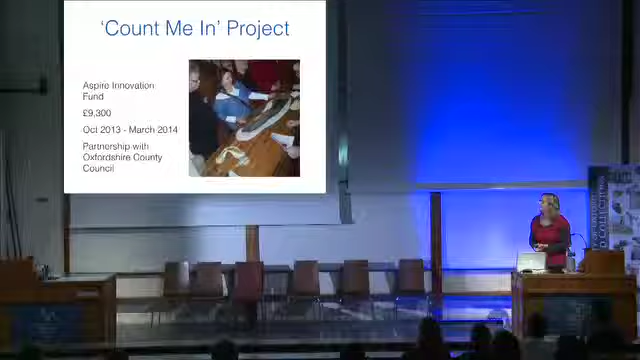 'Count Me In' Project
Aspire Innovation
Fund
£9,300
Oct 2013 - March 2014
Partnership with
Oxfordshire County
Council